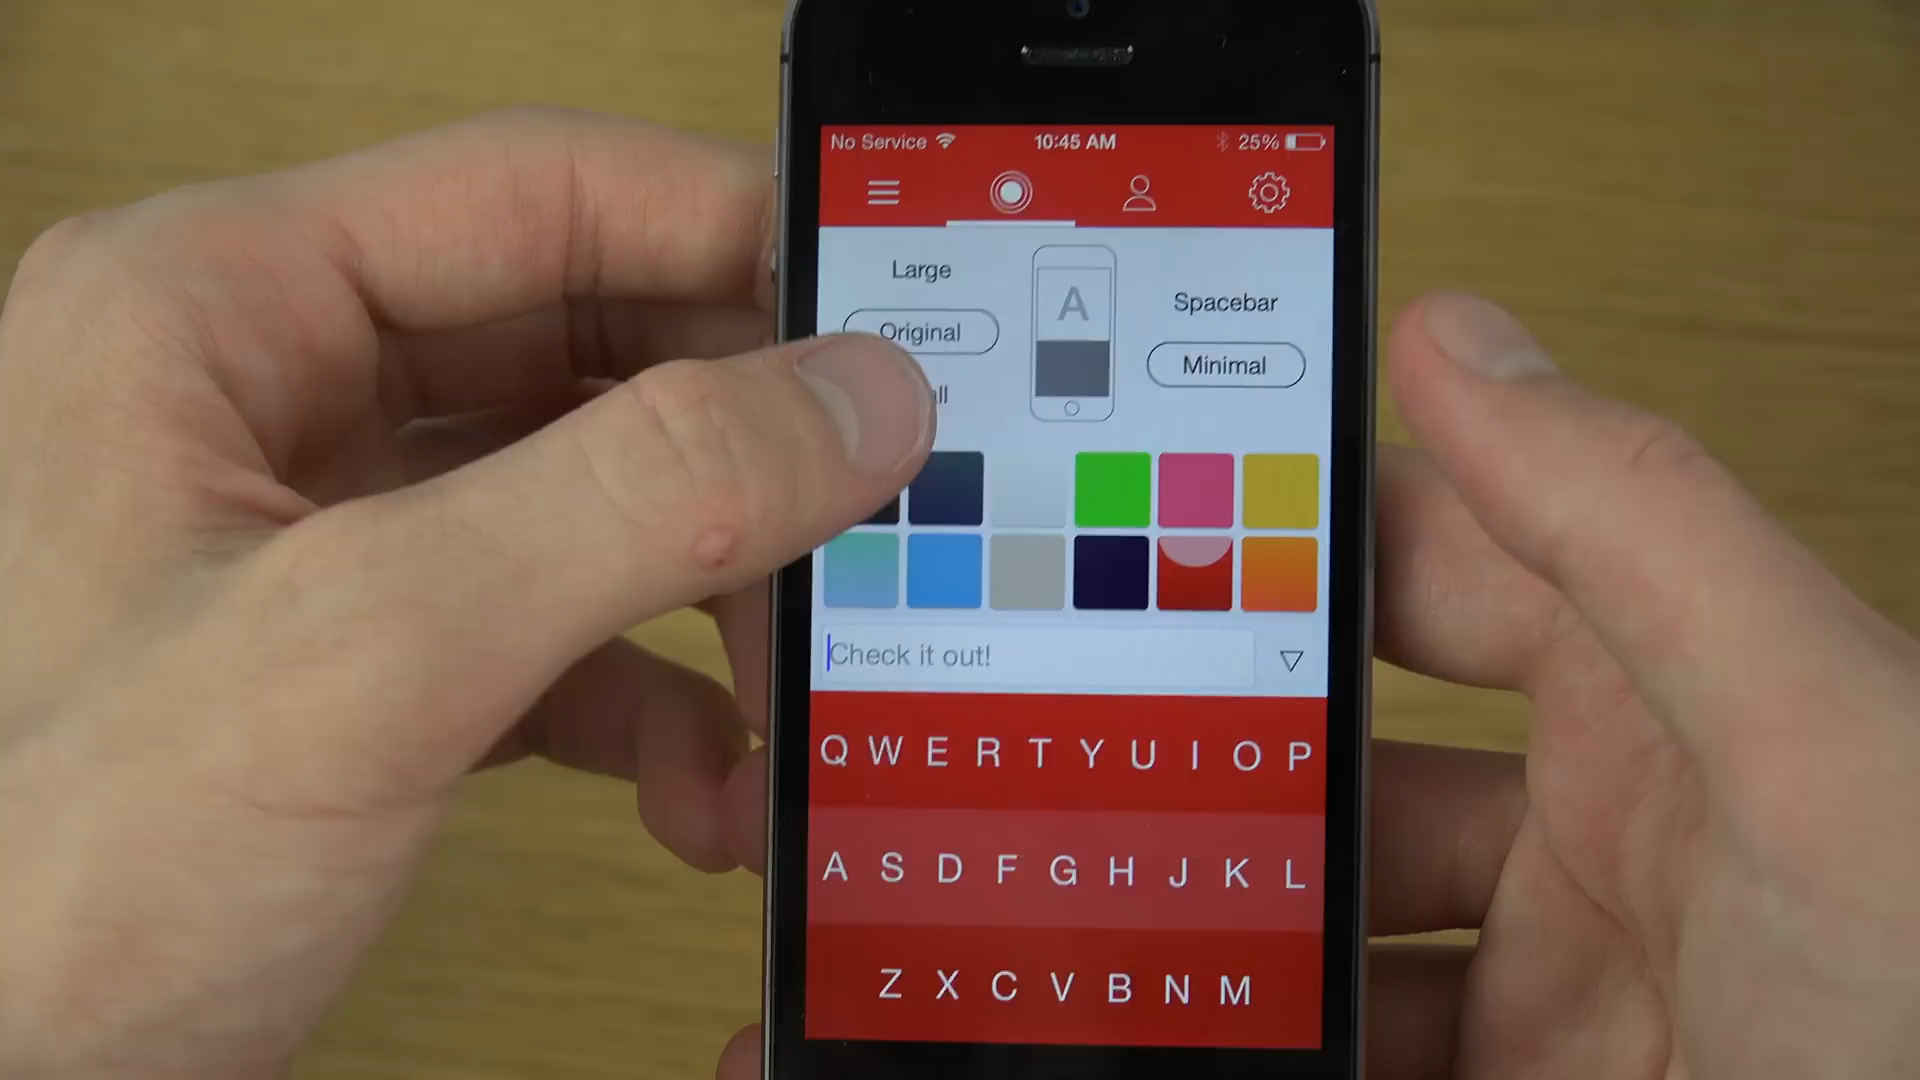 No Service 10:45 AM 25%
Large
Original
A
Spacebar
Minimal
Check it out!
Q W E R T Y U I O P
A S D F G H J K L
Z X C V B N M